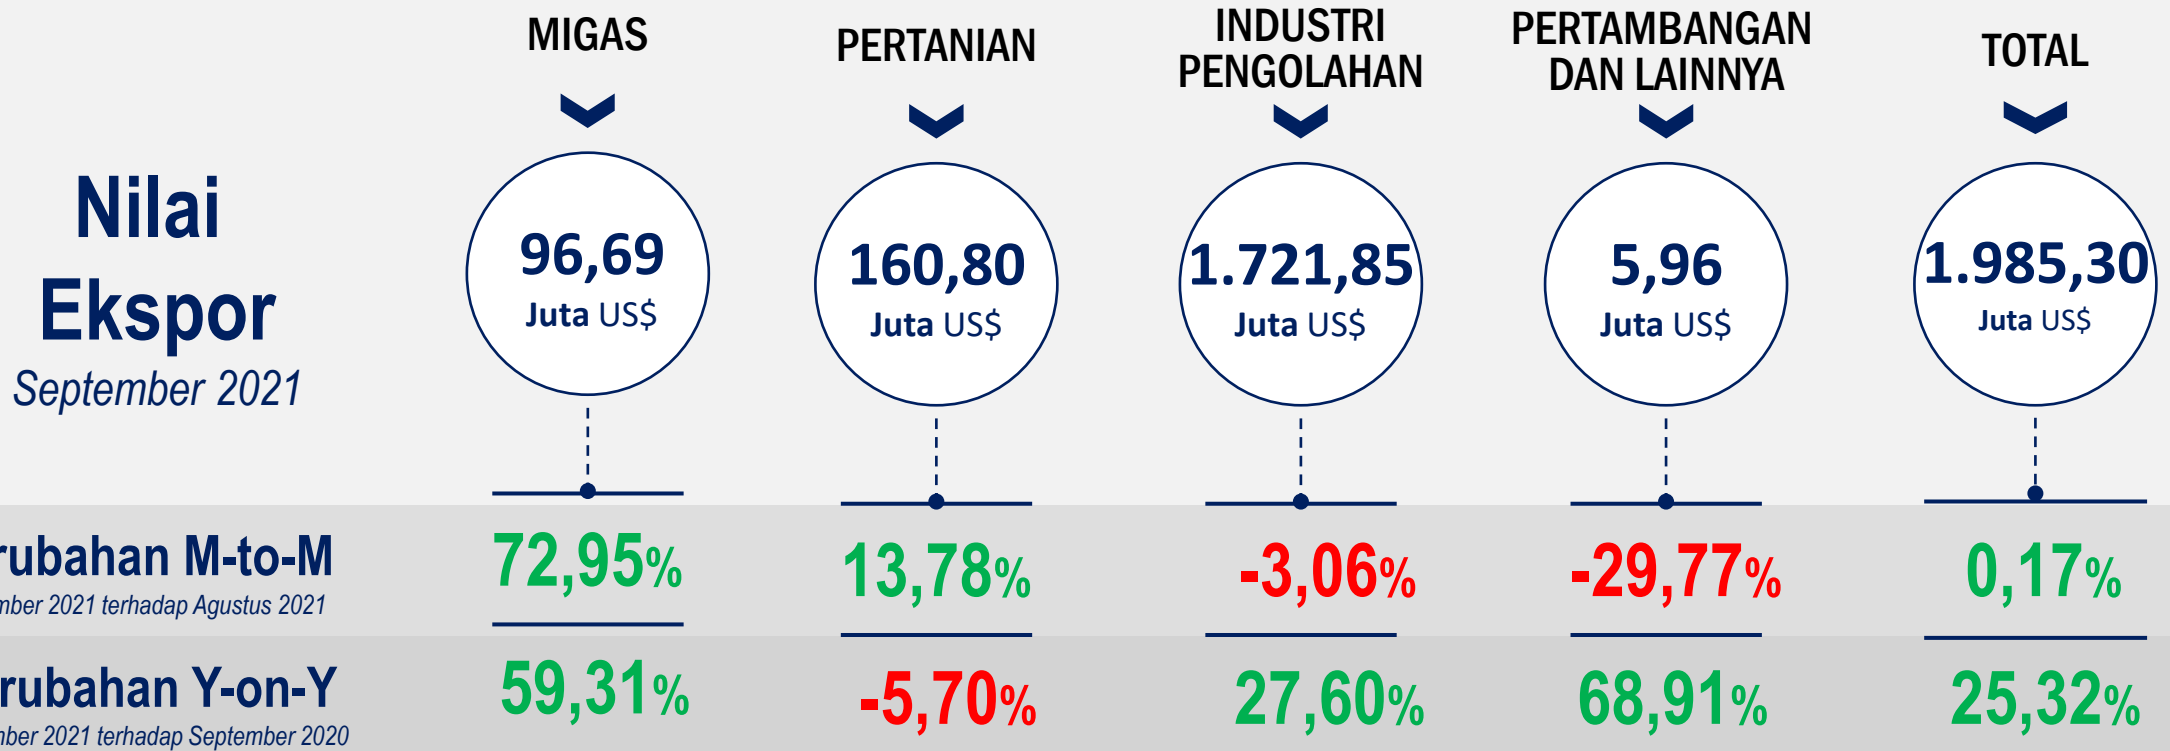 MIGAS
PERTANIAN
INDUSTRI
PENGOLAHAN
PERTAMBANGAN
DAN LAINNYA
TOTAL
Nilai
Ekspor
September 2021
96,69
Juta US$
160,80
Juta US$
1.721,85
Juta US$
5,96
Juta US$
1.985,30
Juta US$
rubahan M-to-M
mber 2021 terhadap Agustus 2021
72,95%
13,78%
-3,06%
-29,77%
0,17%
rubahan Y-on-Y
mber 2021 terhadap September 2020
59,31%
-5,70%
27,60%
68,91%
25,32%